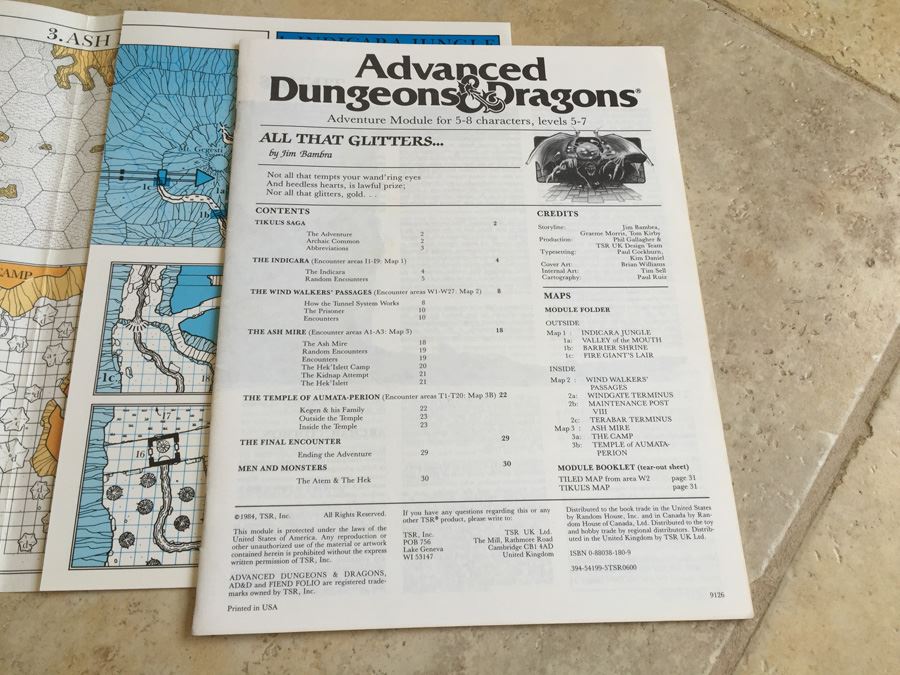 3. ASH
1. INDICARA JUNGLE
Mt. Gegesti
1c
1a
1b
CAMP
1c
18
17
16
Advanced
Dungeons & Dragons®
Adventure Module for 5-8 characters, levels 5-7
ALL THAT GLITTERS...
by Jim Bambra
Not all that tempts your wand'ring eyes
And heedless hearts, is lawful prize;
Nor all that glitters, gold. . .
CONTENTS
TIKUL'S SAGA 2
The Adventure 2
Archaic Common 2
Abbreviations 3
THE INDICARA (Encounter areas I1-I9: Map 1) 4
The Indicara 4
Random Encounters 5
THE WIND WALKERS' PASSAGES (Encounter areas W1-W27: Map 2) 8
How the Tunnel System Works 8
The Prisoner 10
Encounters 10
THE ASH MIRE (Encounter areas A1-A3: Map 3) 18
The Ash Mire 18
Random Encounters 19
Encounters 19
The Hek'Islett Camp 20
The Kidnap Attempt 21
The Hek'Islett 21
THE TEMPLE OF AUMATA-PERION (Encounter areas T1-T20: Map 3B) 22
Kegen & his Family 22
Outside the Temple 23
Inside the Temple 23
THE FINAL ENCOUNTER 29
Ending the Adventure 29
MEN AND MONSTERS 30
The Atem & The Hek 30
CREDITS
Storyline: Jim Bambra,
Graeme Morris, Tom Kirby
Production: Phil Gallagher &
TSR UK Design Team
Typesetting: Paul Cockburn,
Kim Daniel
Cover Art: Brian Williams
Internal Art: Tim Sell
Cartography: Paul Ruiz
MAPS
MODULE FOLDER
OUTSIDE
Map 1 : INDICARA JUNGLE
1a: VALLEY of the MOUTH
1b: BARRIER SHRINE
1c: FIRE GIANT'S LAIR
INSIDE
Map 2 : WIND WALKERS'
PASSAGES
2a: WINDGATE TERMINUS
2b: MAINTENANCE POST
VIII
2c: TERABAR TERMINUS
Map 3 : ASH MIRE
3a: THE CAMP
3b: TEMPLE of AUMATA-
PERION
MODULE BOOKLET (tear-out sheet)
TILED MAP from area W2 page 31
TIKUL'S MAP page 31
©1984, TSR, Inc. All Rights Reserved.
This module is protected under the laws of the
United States of America. Any reproduction or
other unauthorized use of the material or artwork
contained herein is prohibited without the express
written permission of TSR, Inc.
ADVANCED DUNGEONS & DRAGONS,
AD&D and FIEND FOLIO are registered trade-
marks owned by TSR, Inc.
Printed in USA
If you have any questions regarding this or any
other TSR® product, please write to:
TSR, Inc. TSR UK Ltd.
POB 756 The Mill, Rathmore Road
Lake Geneva Cambridge CB1 4AD
WI 53147 United Kingdom
Distributed to the book trade in the United States
by Random House, Inc. and in Canada by Ran-
dom House of Canada, Ltd. Distributed to the toy
and hobby trade by regional distributors. Distrib-
uted in the United Kingdom by TSR UK Ltd.
ISBN 0-88038-180-9
394-54199-5TSR0600
9126